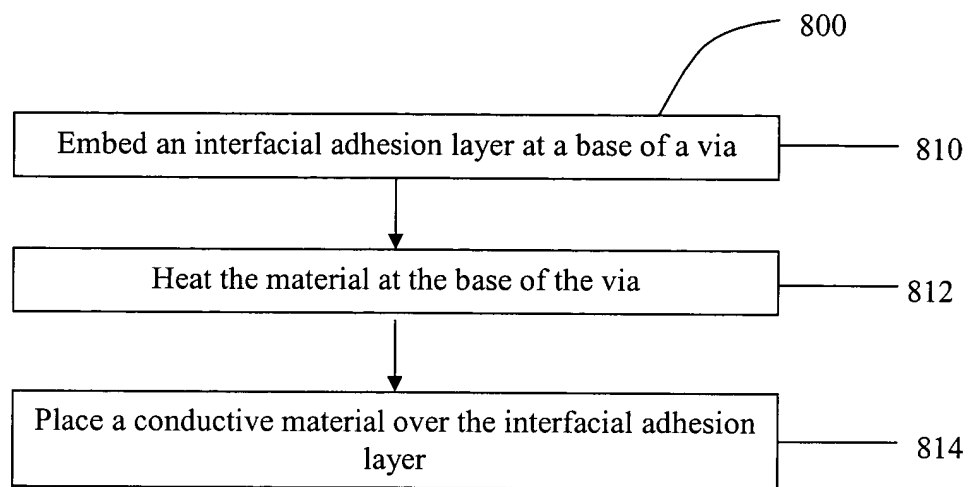 800
Embed an interfacial adhesion layer at a base of a via
810
Heat the material at the base of the via
812
Place a conductive material over the interfacial adhesion
layer
814